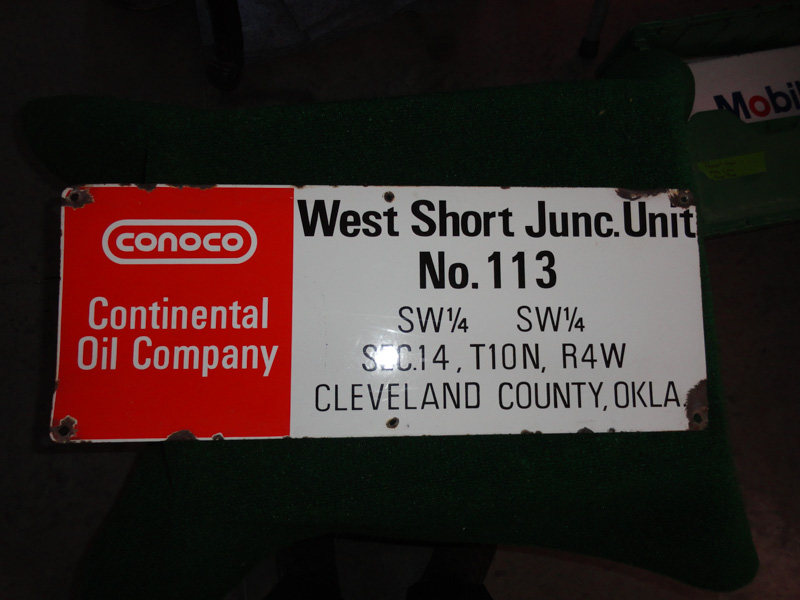 CONOCO
Continental
Oil Company
West Short Junc. Unit
No. 113
SW¼ SW¼
SEC. 14, T10N, R4W
CLEVELAND COUNTY, OKLA.
Mobil